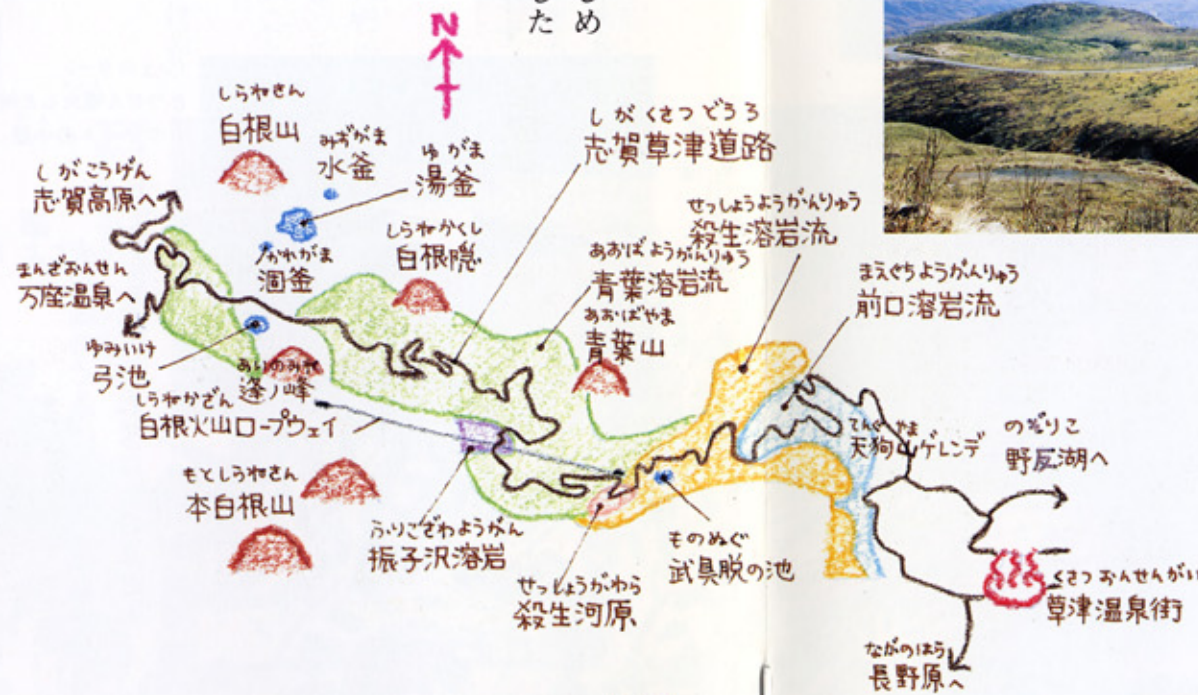 め
した
N
しらねさん
白根山
みずがま
水釜
ゆがま
湯釜
しがくさつどうろ
志賀草津道路
しがこうげん
志賀高原へ
せっしょうようがんりゅう
殺生溶岩流
しらねかくし
白根隠
かれがま
涸釜
あおばようがんりゅう
青葉溶岩流
まえぐちようがんりゅう
前口溶岩流
まんざおんせん
万座温泉へ
あおばやま
青葉山
ゆみいけ
弓池
逢ノ峰
しらねかざん
白根火山ロープウェイ
てんぐやま
天狗山ゲレンデ
のぞりこ
野反湖へ
もとしらねさん
本白根山
ふりこざわようがん
振子沢溶岩
ものぬぐ
武具脱の池
せっしょうがわら
殺生河原
くさつおんせんがい
草津温泉街
ながのはら
長野原へ